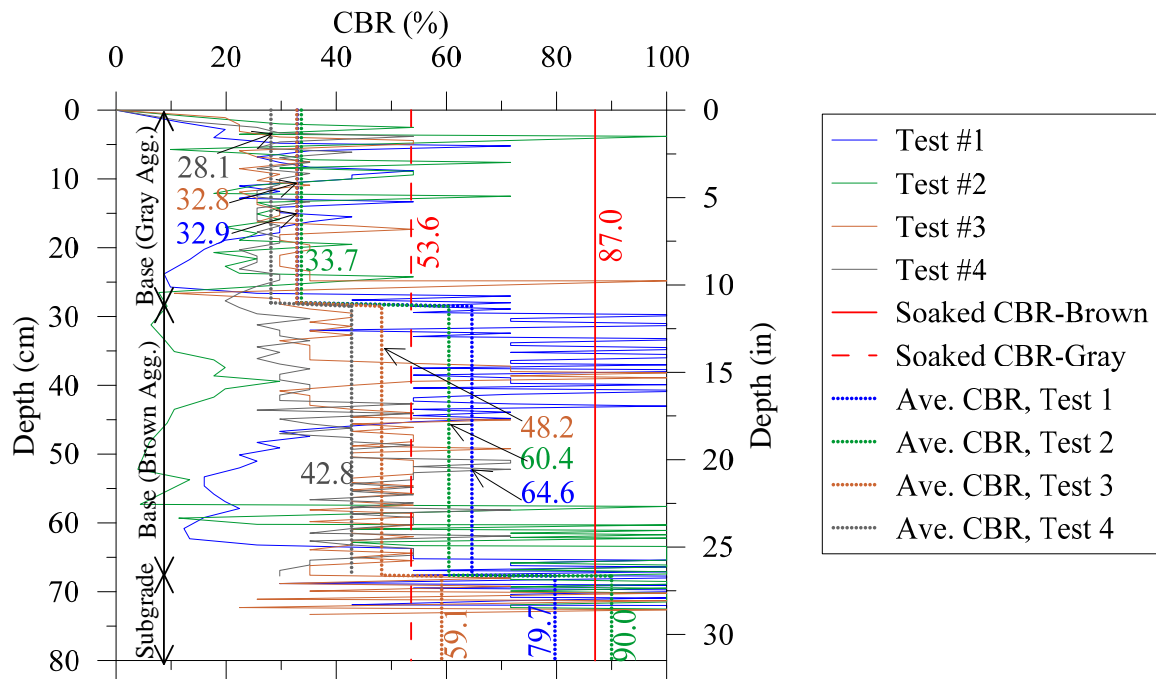 CBR (%)
0 20 40 60 80 100
0
10
20
30
40
50
60
70
80
Depth (cm)
Base (Gray Agg.)
Base (Brown Agg.)
Subgrade
28.1
32.8
32.9
33.7
53.6
87.0
48.2
60.4
64.6
42.8
59.1
79.7
90.0
0
5
10
15
20
25
30
Depth (in)
Test #1
Test #2
Test #3
Test #4
Soaked CBR-Brown
Soaked CBR-Gray
Ave. CBR, Test 1
Ave. CBR, Test 2
Ave. CBR, Test 3
Ave. CBR, Test 4